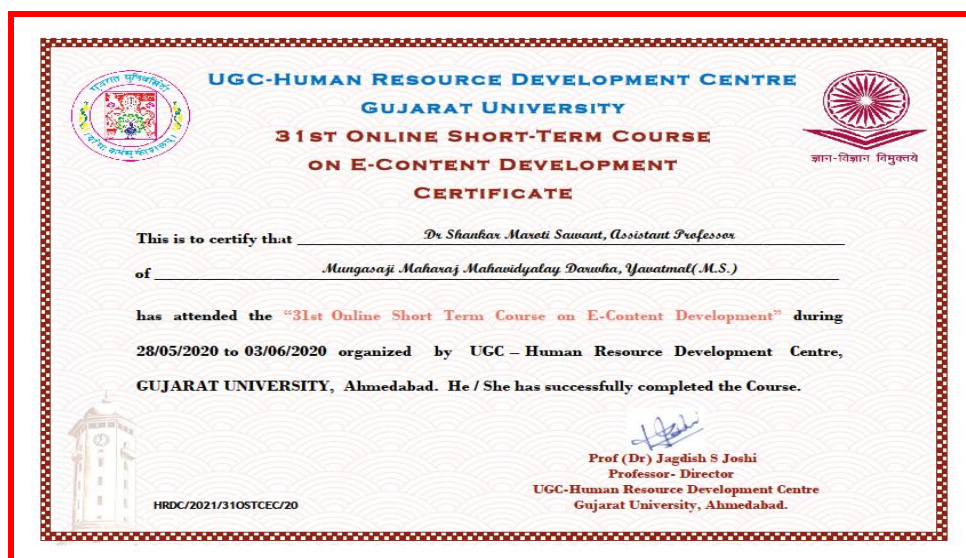 UGC-HUMAN RESOURCE DEVELOPMENT CENTRE
GUJARAT UNIVERSITY
31ST ONLINE SHORT-TERM COURSE
ON E-CONTENT DEVELOPMENT
CERTIFICATE
ज्ञान-विज्ञान विमुक्तये
This is to certify that Dr Shankar Maroti Sawant, Assistant Professor
of Mungasaji Maharaj Mahavidyalay Darwha, Yavatmal(M.S.)
has attended the “31st Online Short Term Course on E-Content Development” during
28/05/2020 to 03/06/2020 organized by UGC – Human Resource Development Centre,
GUJARAT UNIVERSITY, Ahmedabad. He / She has successfully completed the Course.
Prof (Dr) Jagdish S Joshi
Professor- Director
UGC-Human Resource Development Centre
Gujarat University, Ahmedabad.
HRDC/2021/31OSTCEC/20